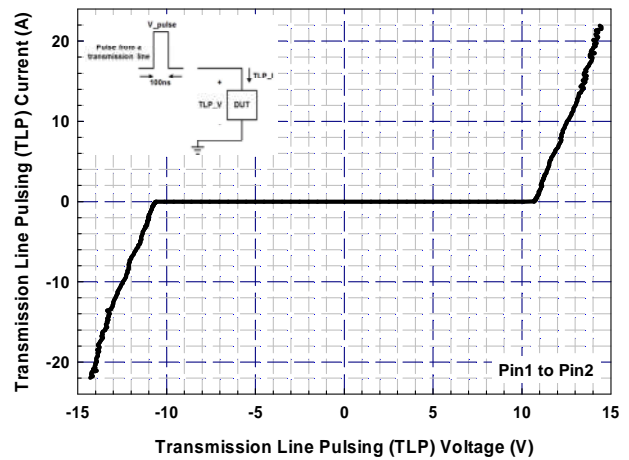 Transmission Line Pulsing (TLP) Current (A)
20
10
0
-10
-20
V_pulse
Pulse from a
transmission line
100ns
TLP_I
+
TLP_V
DUT
-
Pin1 to Pin2
-15
-10
-5
0
5
10
15
Transmission Line Pulsing (TLP) Voltage (V)